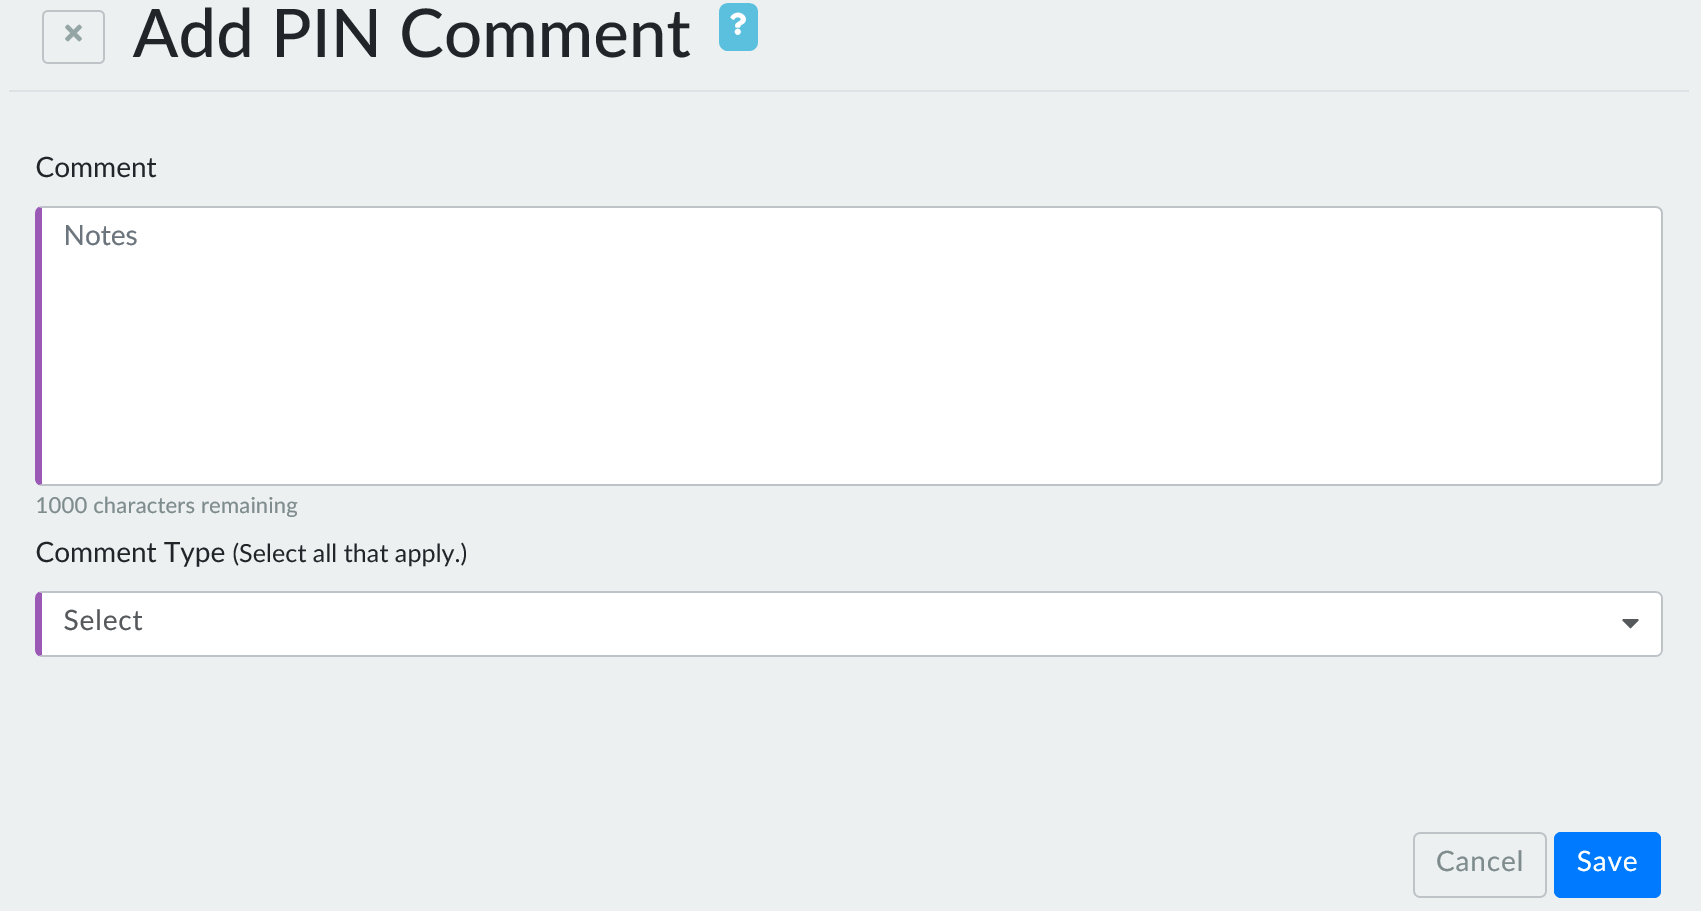 × Add PIN Comment ?
Comment
Notes
1000 characters remaining
Comment Type (Select all that apply.)
Select
Cancel Save